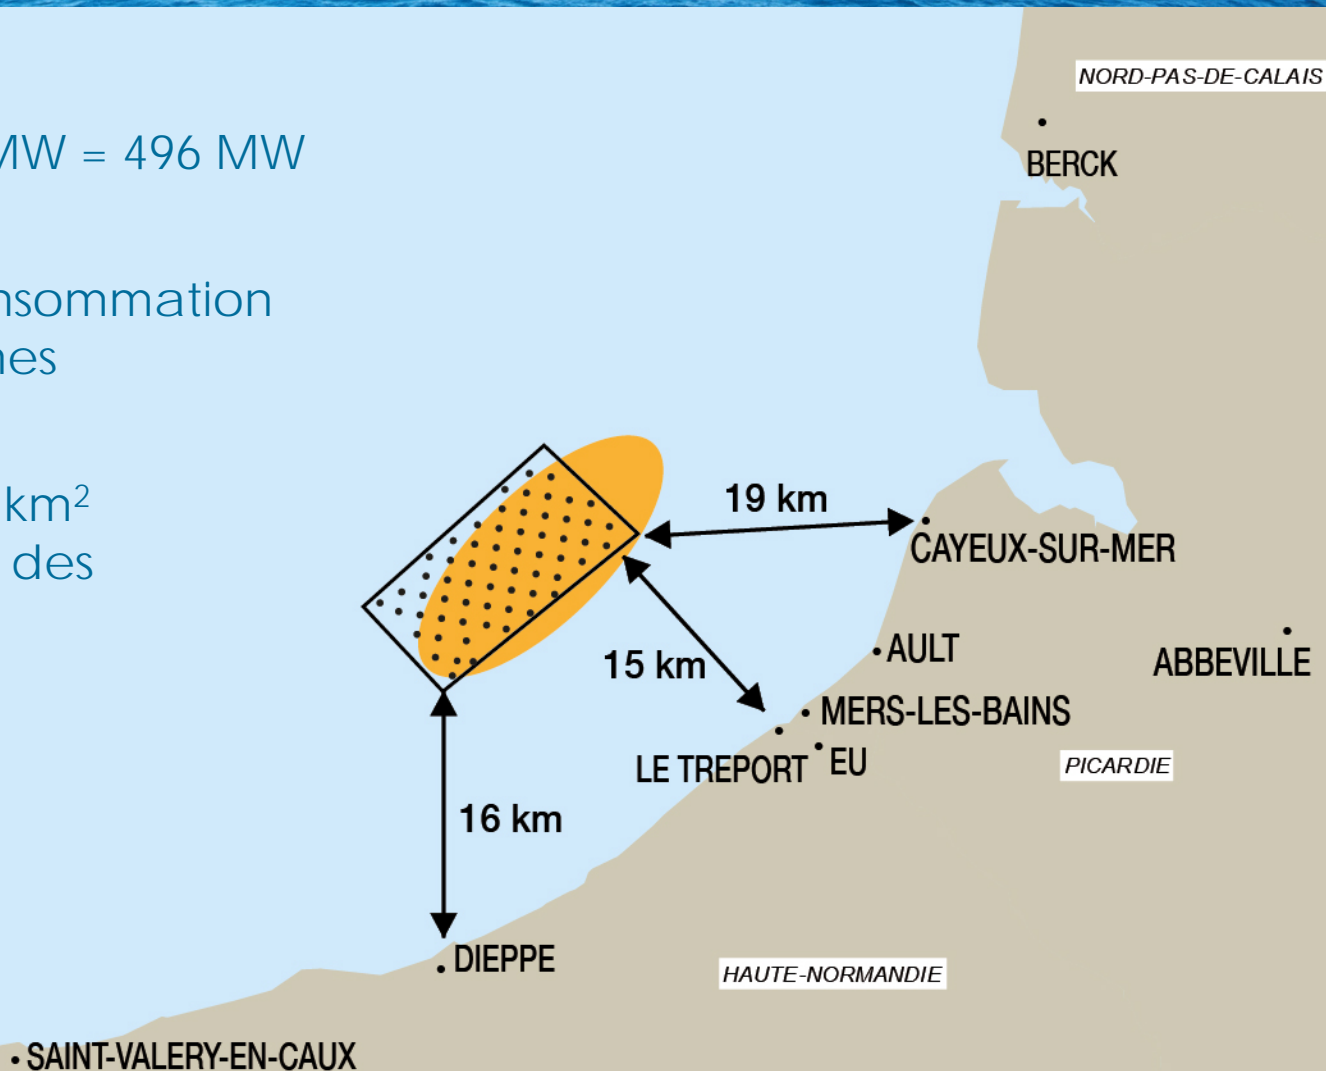 MW = 496 MW
nsommation
nes
km²
des
NORD-PAS-DE-CALAIS
BERCK
19 km
CAYEUX-SUR-MER
15 km
AULT
ABBEVILLE
MERS-LES-BAINS
LE TREPORT
EU
PICARDIE
16 km
DIEPPE
HAUTE-NORMANDIE
SAINT-VALERY-EN-CAUX